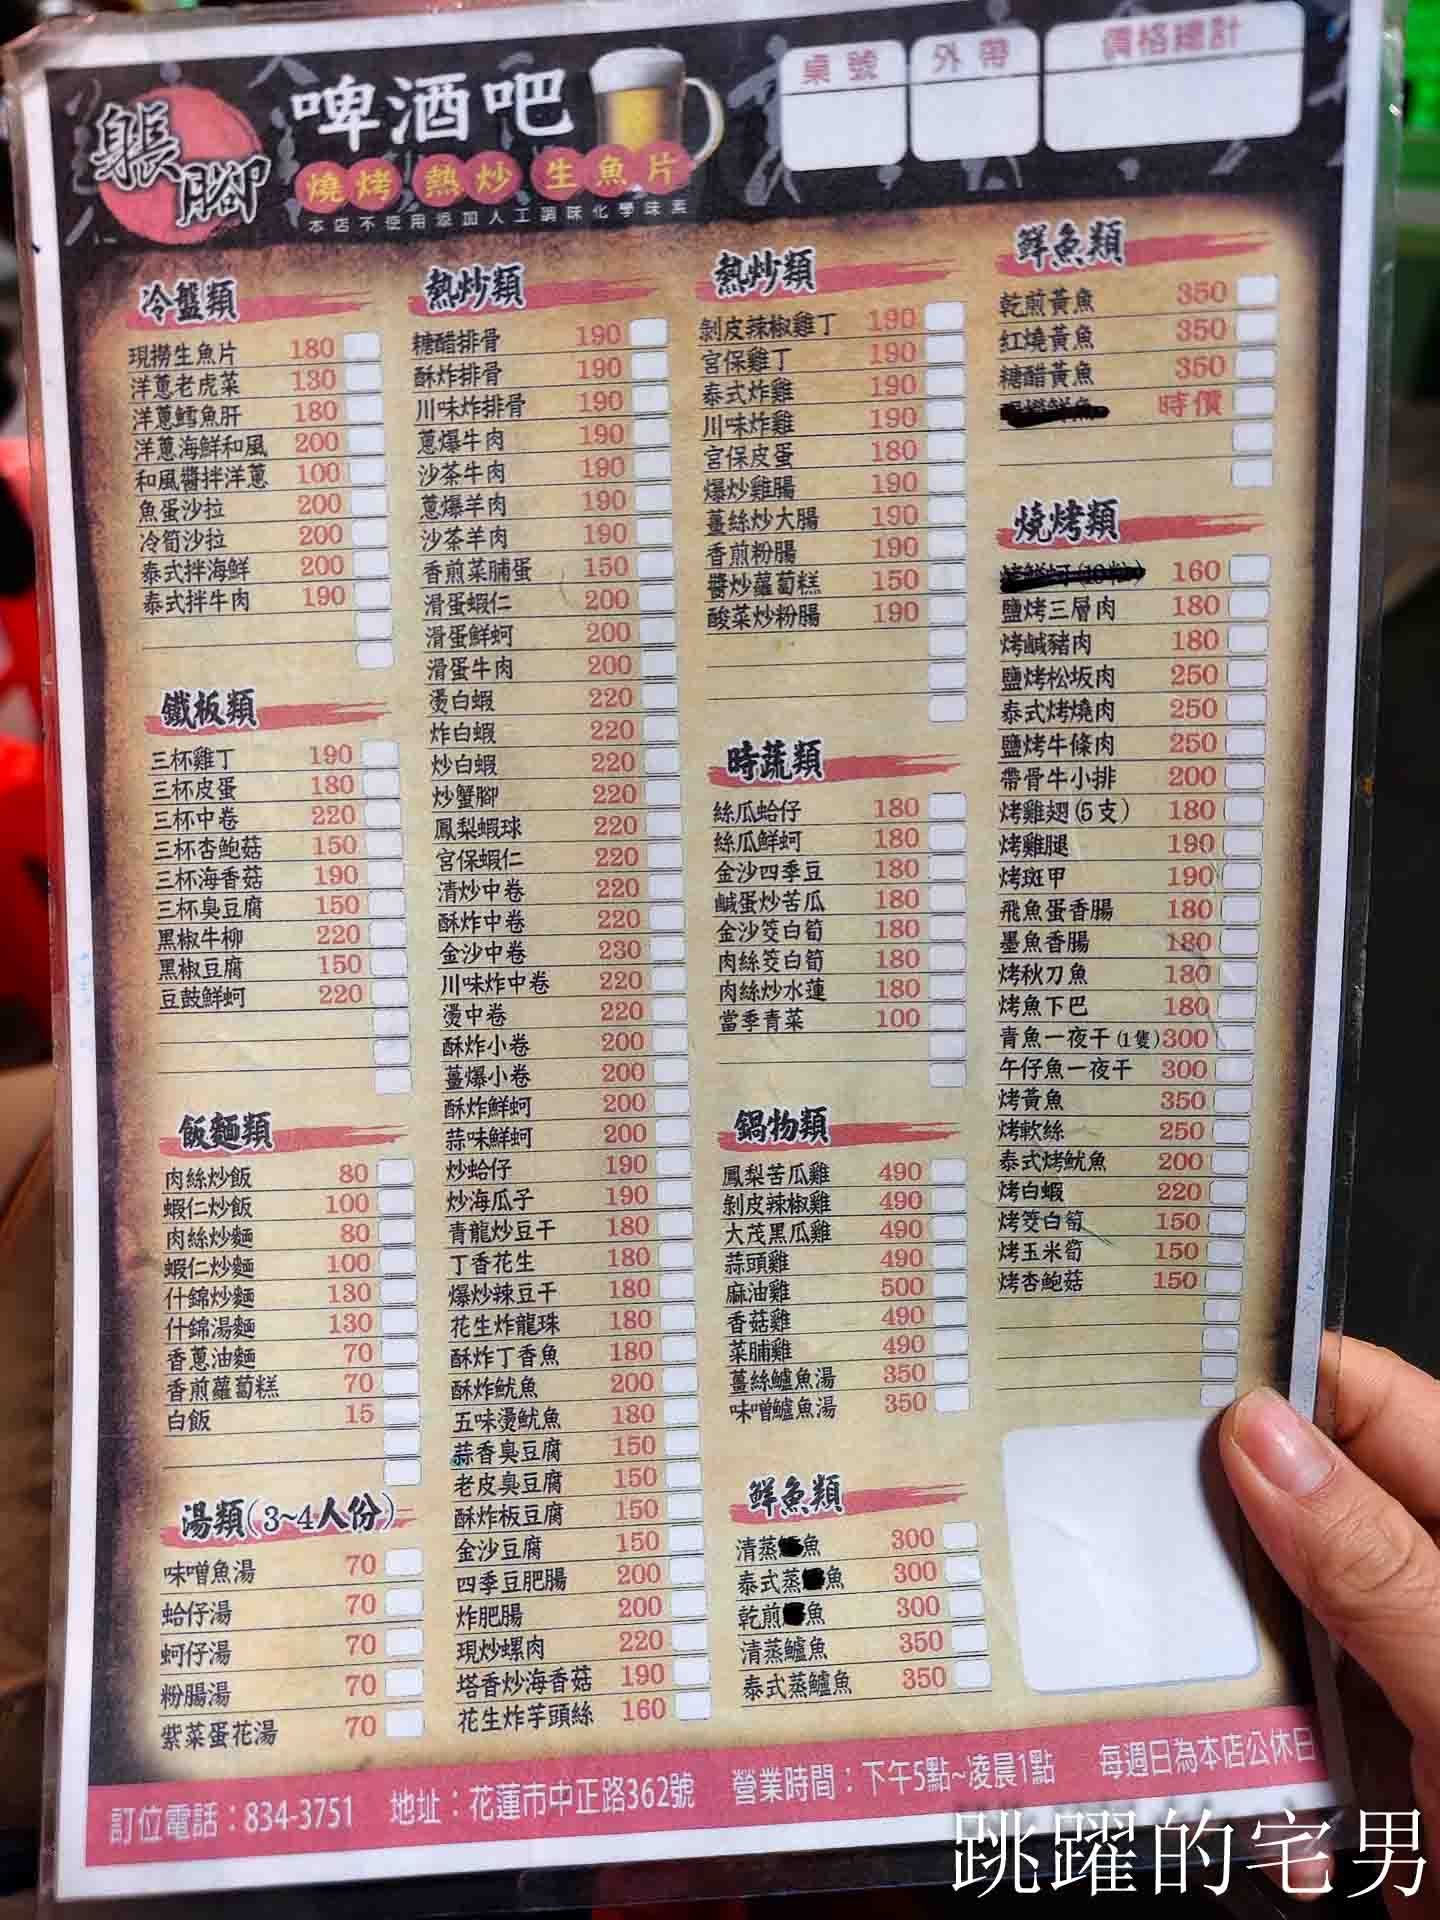 躼腳
啤酒吧
燒烤 熱炒 生魚片
本店不使用添加人工調味化學味素
桌號
外帶
價格總計
冷盤類
現撈生魚片 180
洋蔥老虎菜 130
洋蔥鱈魚肝 180
洋蔥海鮮和風 200
和風醬拌洋蔥 100
魚蛋沙拉 200
冷筍沙拉 200
泰式拌海鮮 200
泰式拌牛肉 190
鐵板類
三杯雞丁 190
三杯皮蛋 180
三杯中卷 220
三杯杏鮑菇 150
三杯海香菇 190
三杯臭豆腐 150
黑椒牛柳 220
黑椒豆腐 150
豆鼓鮮蚵 220
飯麵類
肉絲炒飯 80
蝦仁炒飯 100
肉絲炒麵 80
蝦仁炒麵 100
什錦炒麵 130
什錦湯麵 130
香蔥油麵 70
香煎蘿蔔糕 70
白飯 15
湯類(3~4人份)
味噌魚湯 70
蛤仔湯 70
蚵仔湯 70
粉腸湯 70
紫菜蛋花湯 70
熱炒類
糖醋排骨 190
酥炸排骨 190
川味炸排骨 190
蔥爆牛肉 190
沙茶牛肉 190
蔥爆羊肉 190
沙茶羊肉 190
香煎菜脯蛋 150
滑蛋蝦仁 200
滑蛋鮮蚵 200
滑蛋牛肉 200
燙白蝦 220
炸白蝦 220
炒白蝦 220
炒蟹腳 220
鳳梨蝦球 220
宮保蝦仁 220
清炒中卷 220
酥炸中卷 220
金沙中卷 230
川味炸中卷 220
燙中卷 220
酥炸小卷 200
薑爆小卷 200
酥炸鮮蚵 200
蒜味鮮蚵 200
炒蛤仔 190
炒海瓜子 190
青龍炒豆干 180
丁香花生 180
爆炒辣豆干 180
花生炸龍珠 180
酥炸丁香魚 180
酥炸魷魚 200
五味燙魷魚 180
蒜香臭豆腐 150
老皮臭豆腐 150
酥炸板豆腐 150
金沙豆腐 150
四季豆肥腸 200
炸肥腸 200
現炒螺肉 220
塔香炒海香菇 190
花生炸芋頭絲 160
熱炒類
剝皮辣椒雞丁 190
宮保雞丁 190
泰式炸雞 190
川味炸雞 190
宮保皮蛋 180
爆炒雞腸 190
薑絲炒大腸 190
香煎粉腸 190
醬炒蘿蔔糕 150
酸菜炒粉腸 190
時蔬類
絲瓜蛤仔 180
絲瓜鮮蚵 180
金沙四季豆 180
鹹蛋炒苦瓜 180
金沙筊白筍 180
肉絲筊白筍 180
肉絲炒水蓮 180
當季青菜 100
鍋物類
鳳梨苦瓜雞 490
剝皮辣椒雞 490
大茂黑瓜雞 490
蒜頭雞 490
麻油雞 500
香菇雞 490
菜脯雞 490
薑絲鱸魚湯 350
味噌鱸魚湯 350
鮮魚類
清蒸魚 300
泰式蒸魚 300
乾煎魚 300
清蒸鱸魚 350
泰式蒸鱸魚 350
鮮魚類
乾煎黃魚 350
紅燒黃魚 350
糖醋黃魚 350
時價
燒烤類
160
鹽烤三層肉 180
烤鹹豬肉 180
鹽烤松坂肉 250
泰式烤燒肉 250
鹽烤牛條肉 250
帶骨牛小排 200
烤雞翅(5支) 180
烤雞腿 190
烤斑甲 190
飛魚蛋香腸 180
墨魚香腸 180
烤秋刀魚 180
烤魚下巴 180
青魚一夜干(1隻)300
午仔魚一夜干 300
烤黃魚 350
烤軟絲 250
泰式烤魷魚 200
烤白蝦 220
烤筊白筍 150
烤玉米筍 150
烤杏鮑菇 150
訂位電話：834-3751 地址：花蓮市中正路362號 營業時間：下午5點~凌晨1點 每週日為本店公休日
跳躍的宅男